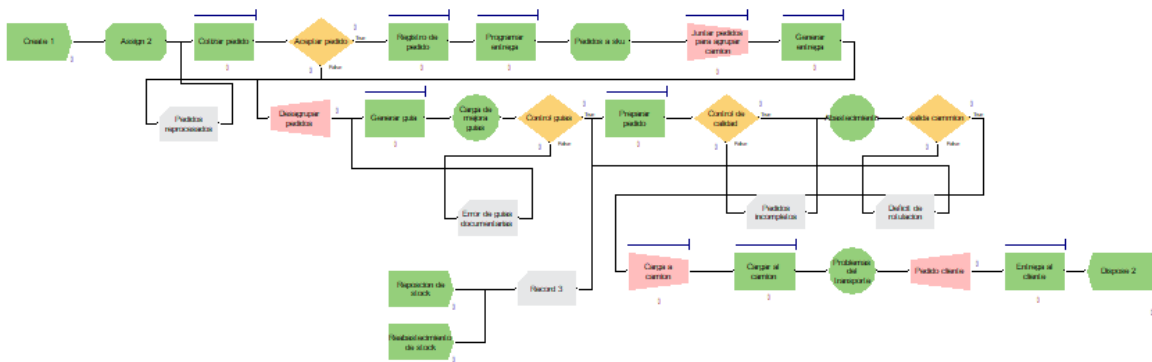 Create 1
Assign 2
Cotizar pedido
Aceptar pedido
True
False
Registro de
pedido
Programar
entrega
Pedidos a sku
Juntar pedidos
para agrupar
camion
Generar
entrega
Pedidos
reprocesados
Desagrupar
pedidos
Generar guia
Carga de
mejora
guias
Control guias
True
False
Preparar
pedido
Control de
calidad
True
False
Abastecimiento
salida cammion
True
False
Error de guias
documentarias
Pedidos
incompletos
Deficit de
rotulacion
Carga a
camion
Cargar al
camion
Problemas
del
transporte
Pedido cliente
Entrega al
cliente
Dispose 2
Reposicion de
stock
Record 3
Reabastecimiento
de stock